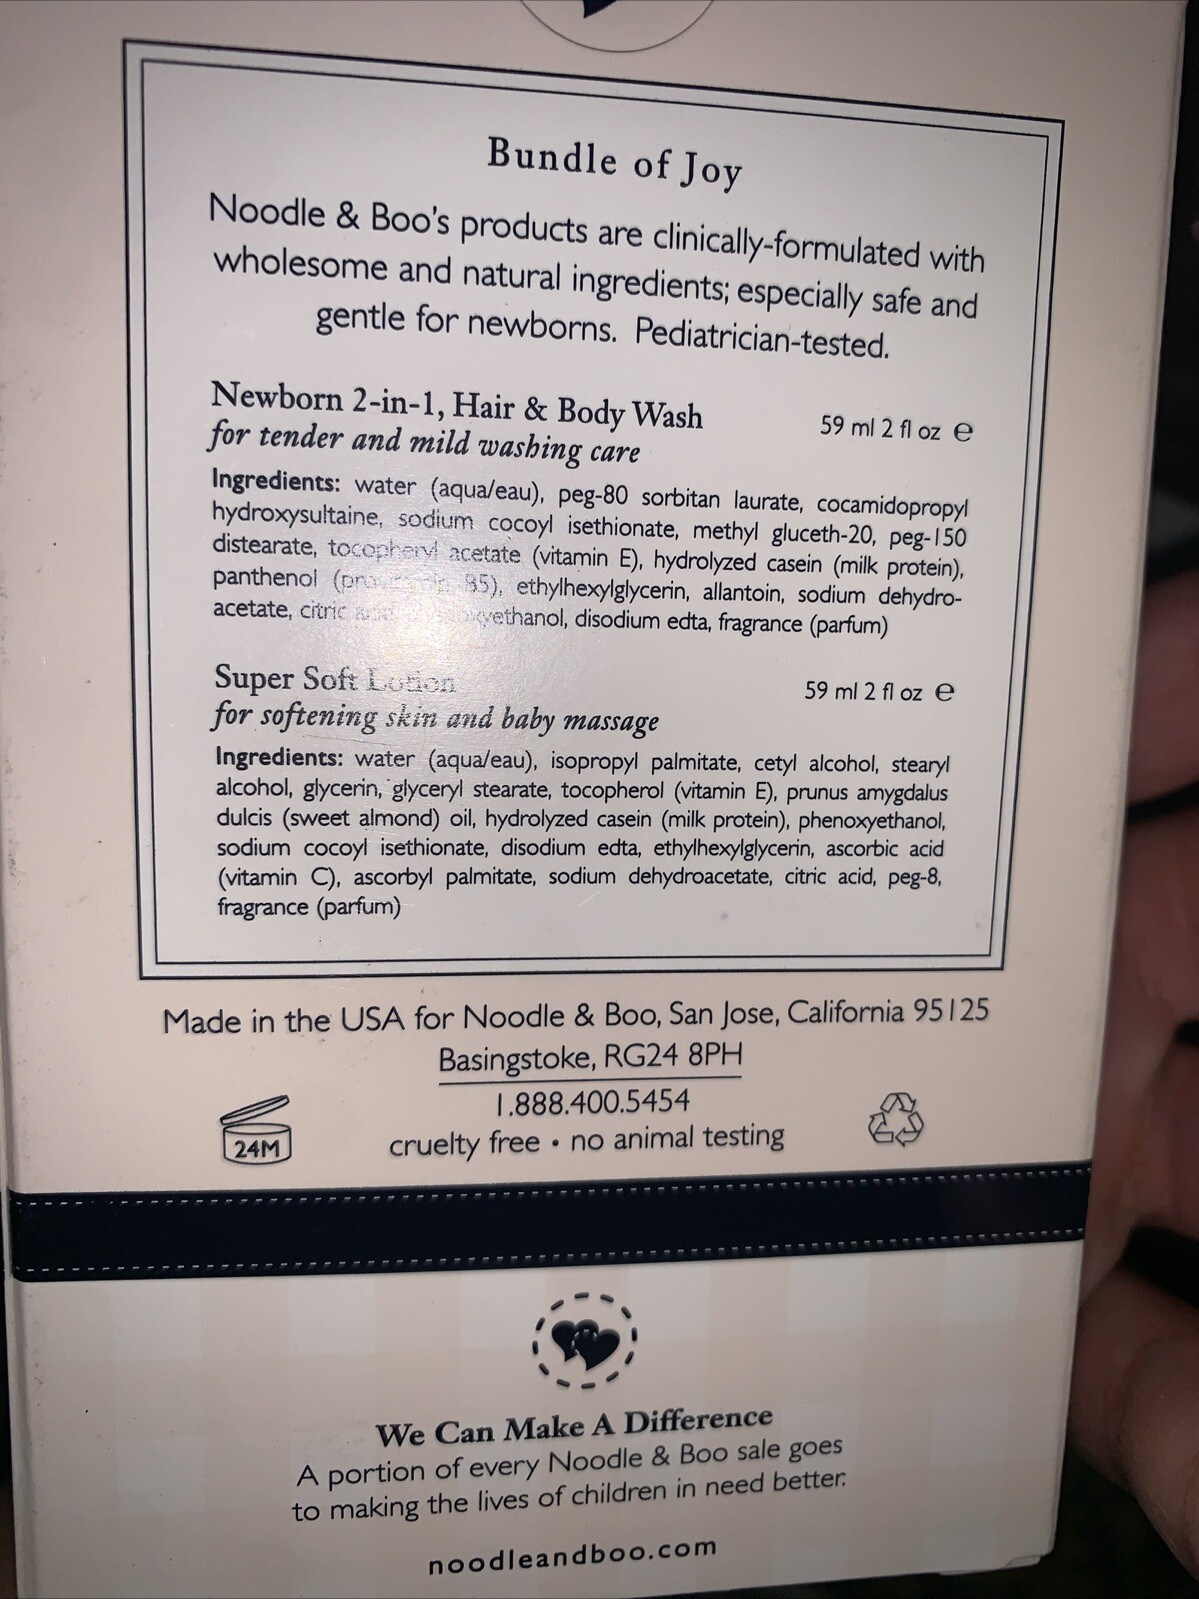 Bundle of Joy
Noodle & Boo's products are clinically-formulated with
wholesome and natural ingredients; especially safe and
gentle for newborns. Pediatrician-tested.
Newborn 2-in-1, Hair & Body Wash 59 ml 2 fl oz ℮
for tender and mild washing care
Ingredients: water (aqua/eau), peg-80 sorbitan laurate, cocamidopropyl
hydroxysultaine, sodium cocoyl isethionate, methyl gluceth-20, peg-150
distearate, tocopheryl acetate (vitamin E), hydrolyzed casein (milk protein),
panthenol B5), ethylhexylglycerin, allantoin, sodium dehydro-
acetate, citric acid, phenoxyethanol, disodium edta, fragrance (parfum)
Super Soft Lotion 59 ml 2 fl oz ℮
for softening skin and baby massage
Ingredients: water (aqua/eau), isopropyl palmitate, cetyl alcohol, stearyl
alcohol, glycerin, glyceryl stearate, tocopherol (vitamin E), prunus amygdalus
dulcis (sweet almond) oil, hydrolyzed casein (milk protein), phenoxyethanol,
sodium cocoyl isethionate, disodium edta, ethylhexylglycerin, ascorbic acid
(vitamin C), ascorbyl palmitate, sodium dehydroacetate, citric acid, peg-8,
fragrance (parfum)
Made in the USA for Noodle & Boo, San Jose, California 95125
Basingstoke, RG24 8PH
1.888.400.5454
24M
cruelty free • no animal testing
We Can Make A Difference
A portion of every Noodle & Boo sale goes
to making the lives of children in need better.
noodleandboo.com